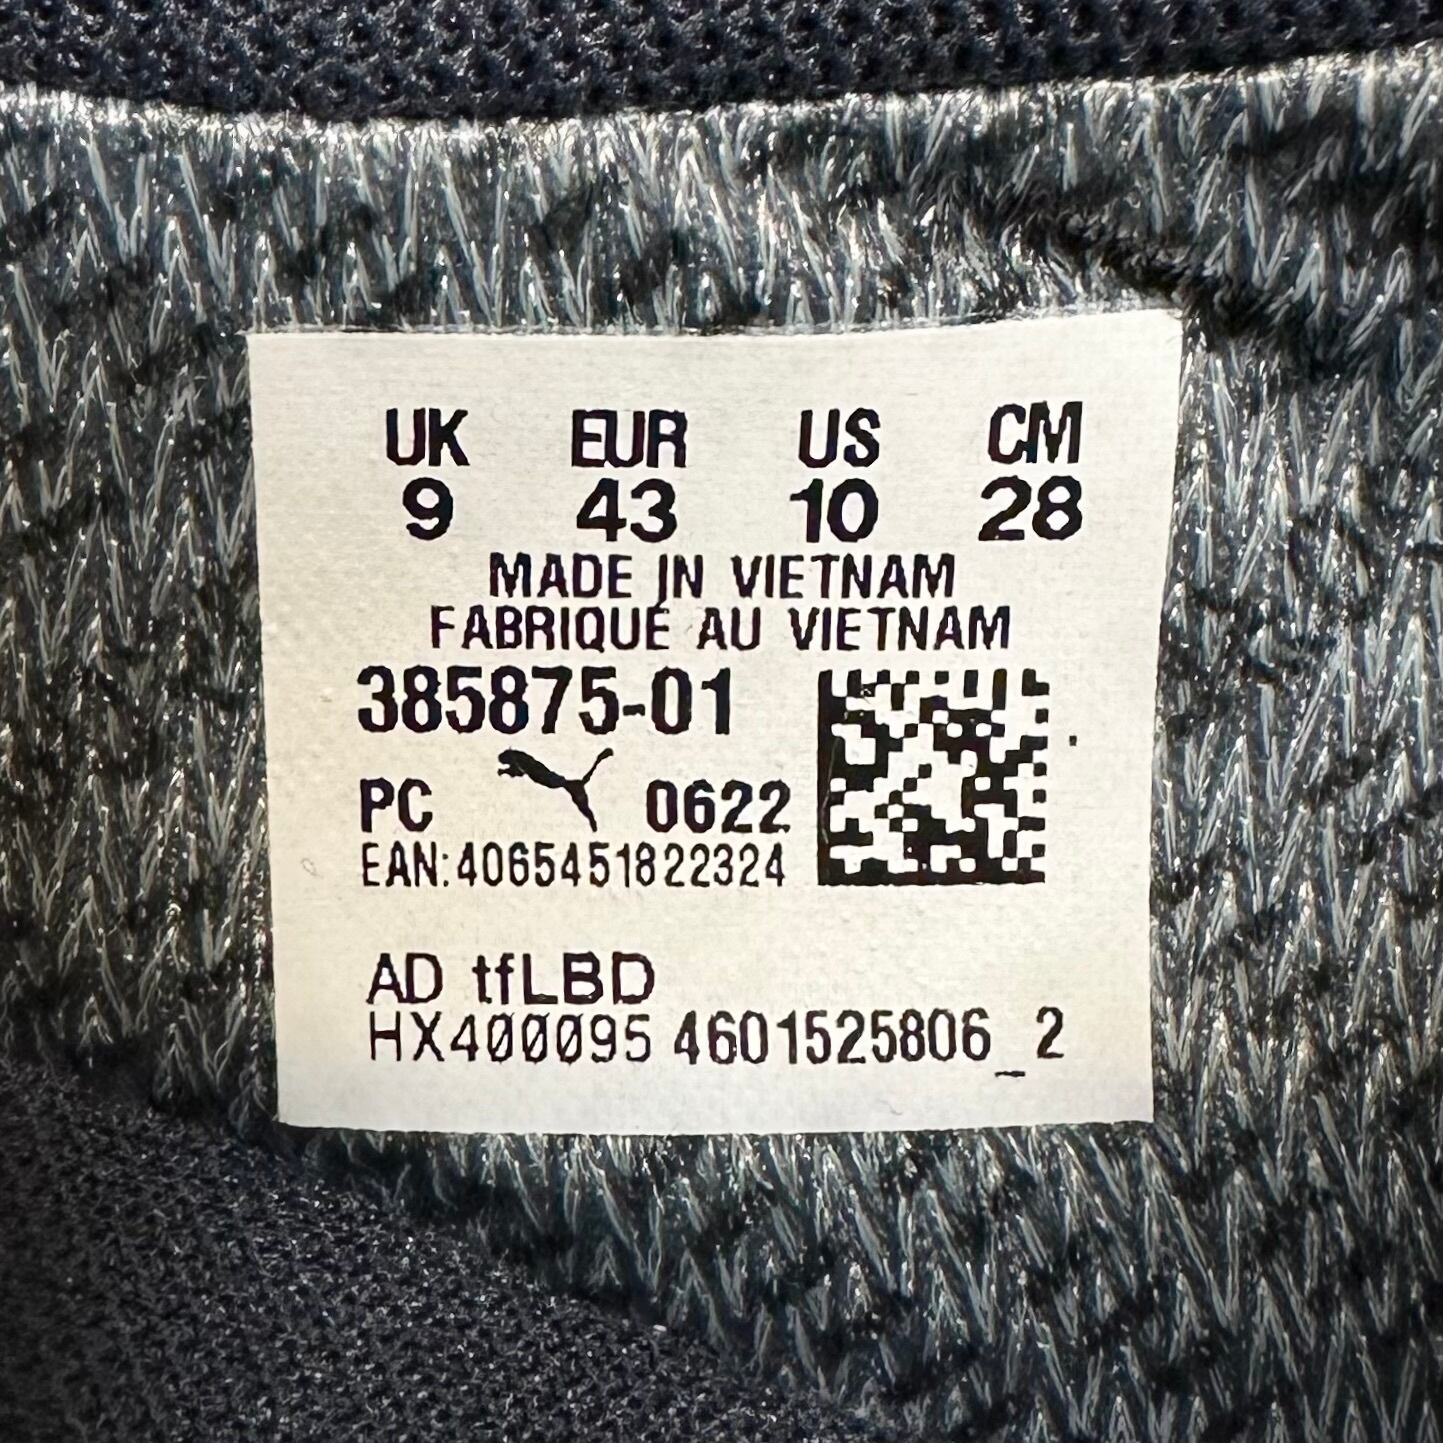 UK EUR US CM
9 43 10 28
MADE IN VIETNAM
FABRIQUÉ AU VIETNAM
385875-01
PC 0622
EAN:4065451822324
AD tfLBD
HX400095 4601525806_2